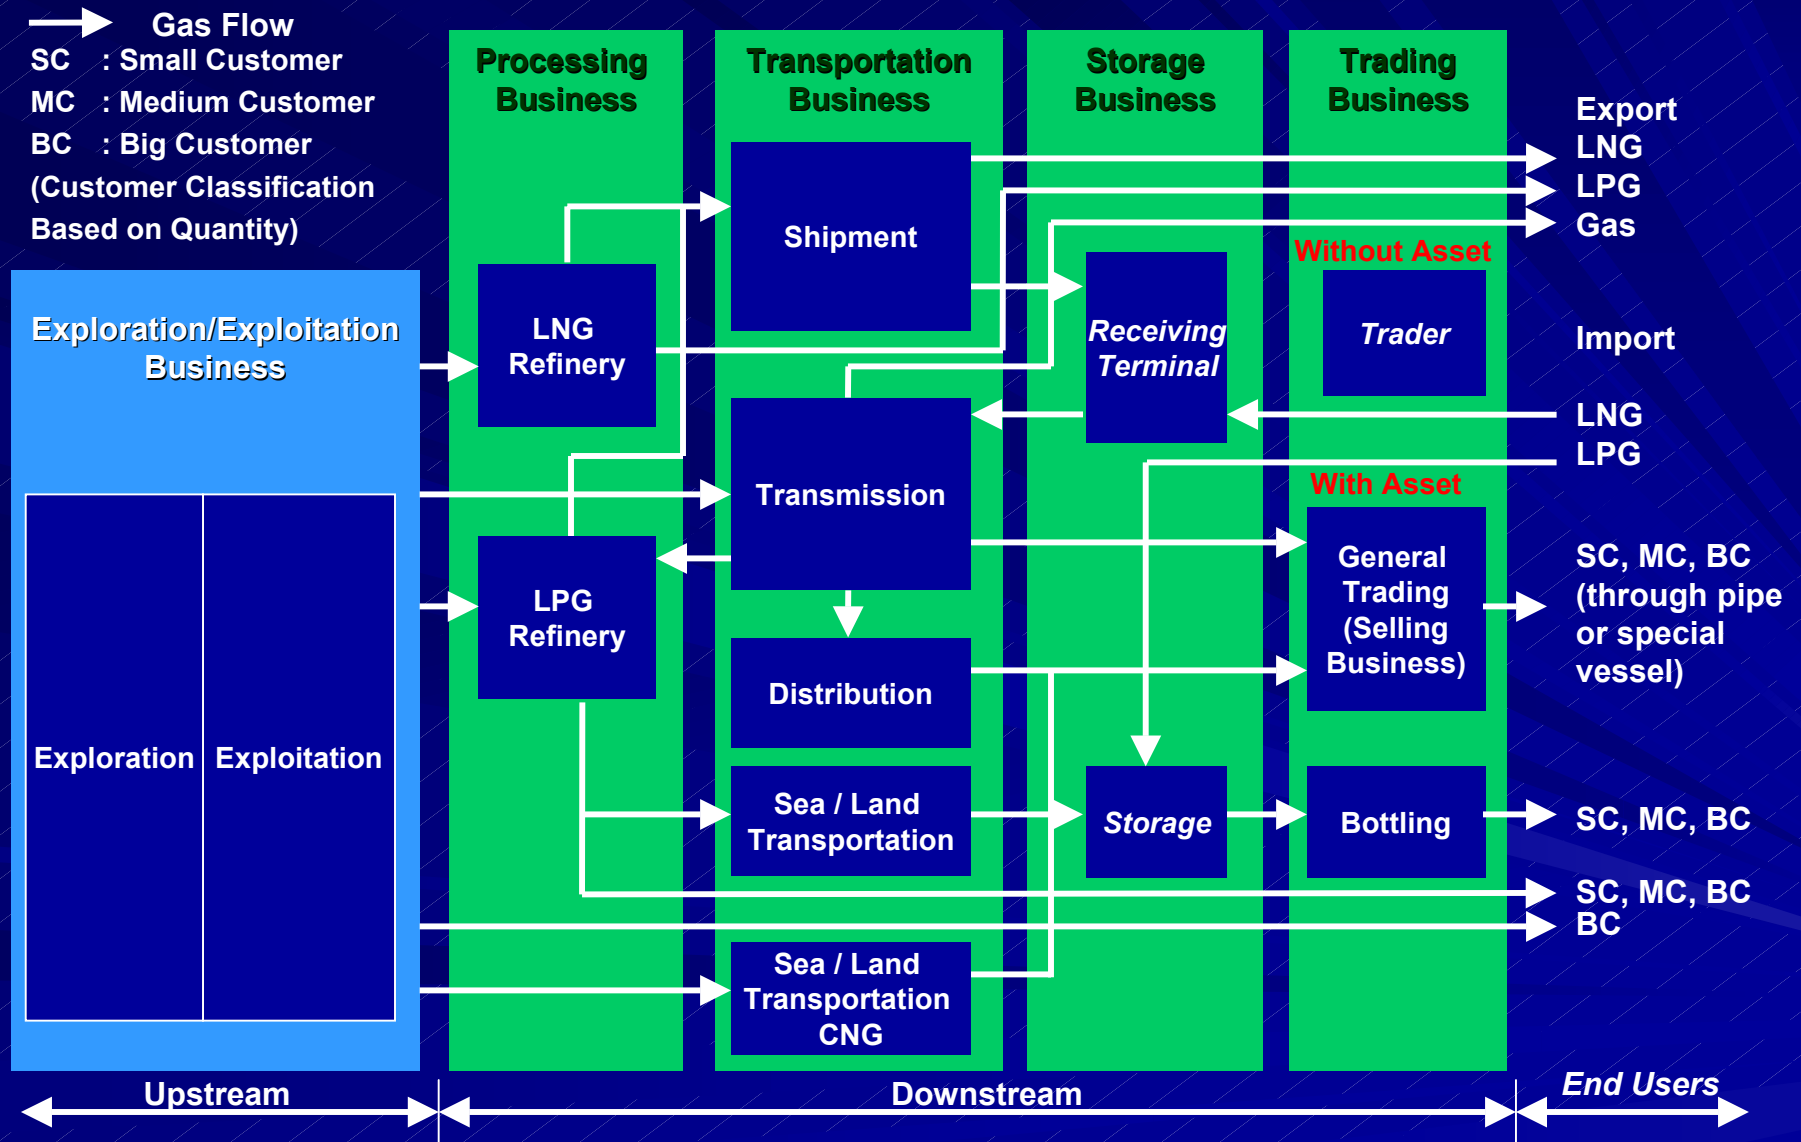 Gas Flow
SC : Small Customer
MC : Medium Customer
BC : Big Customer
(Customer Classification
Based on Quantity)
Processing
Business
Transportation
Business
Storage
Business
Trading
Business
Export
LNG
LPG
Gas
Exploration/Exploitation
Business
Exploration
Exploitation
LNG
Refinery
LPG
Refinery
Shipment
Transmission
Distribution
Sea / Land
Transportation
Sea / Land
Transportation
CNG
Receiving
Terminal
Storage
Without Asset
Trader
With Asset
General
Trading
(Selling
Business)
Bottling
Import
LNG
LPG
SC, MC, BC
(through pipe
or special
vessel)
SC, MC, BC
SC, MC, BC
BC
Upstream
Downstream
End Users